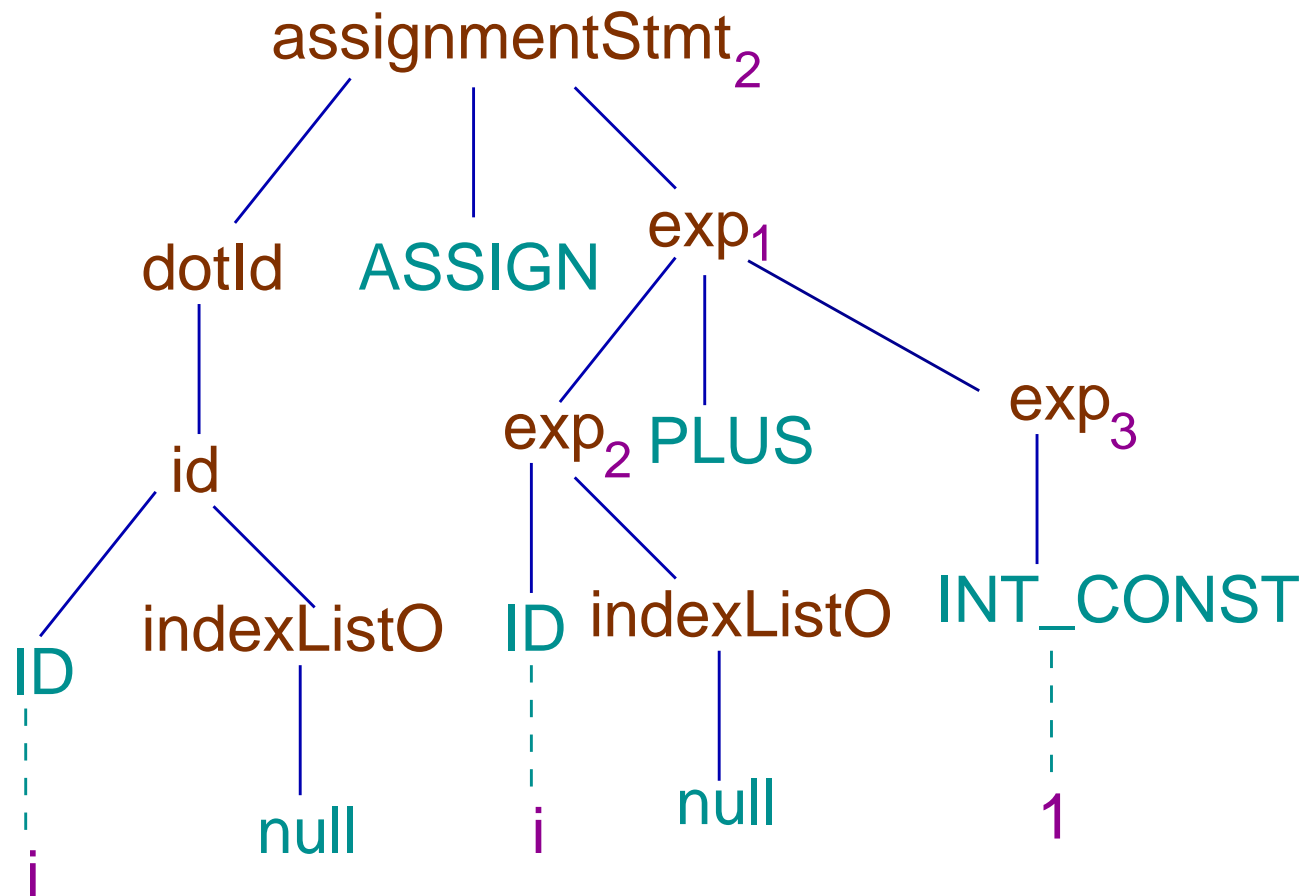 assignmentStmt2
exp1
dotId ASSIGN
exp3
exp2 PLUS
id
INT_CONST
indexListO ID indexListO
ID
null null 1
i
i